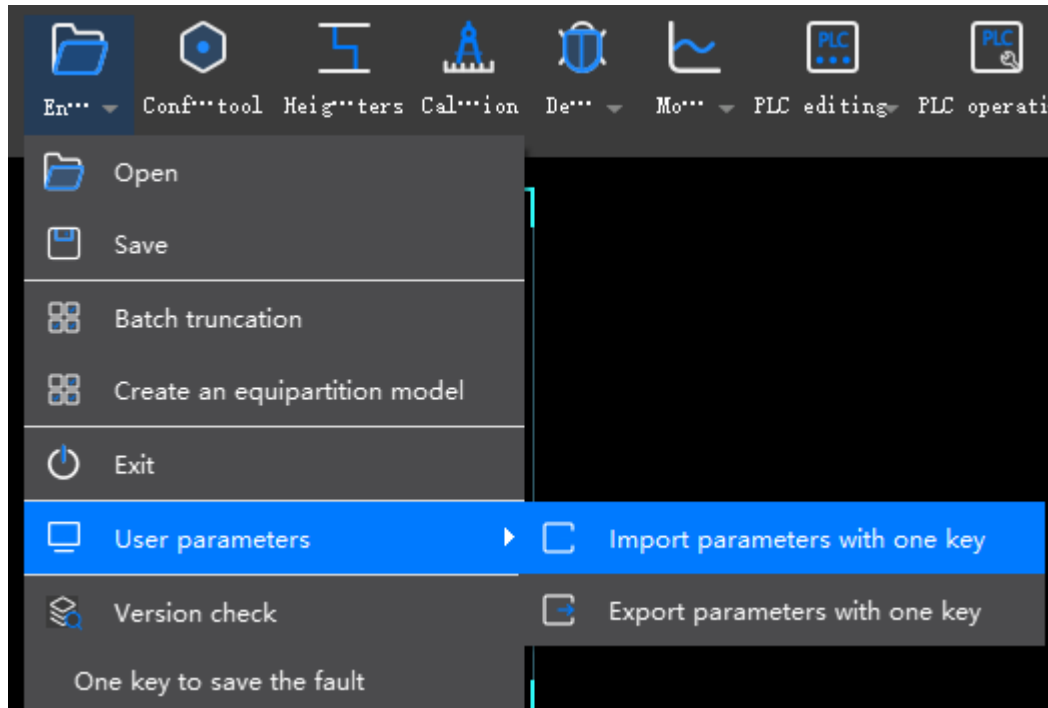 PLC PLC
En··· Conf···tool Heig···ters Cal···ion De··· Mo··· PLC editing PLC operati
Open
Save
Batch truncation
Create an equipartition model
Exit
User parameters Import parameters with one key
Version check Export parameters with one key
One key to save the fault